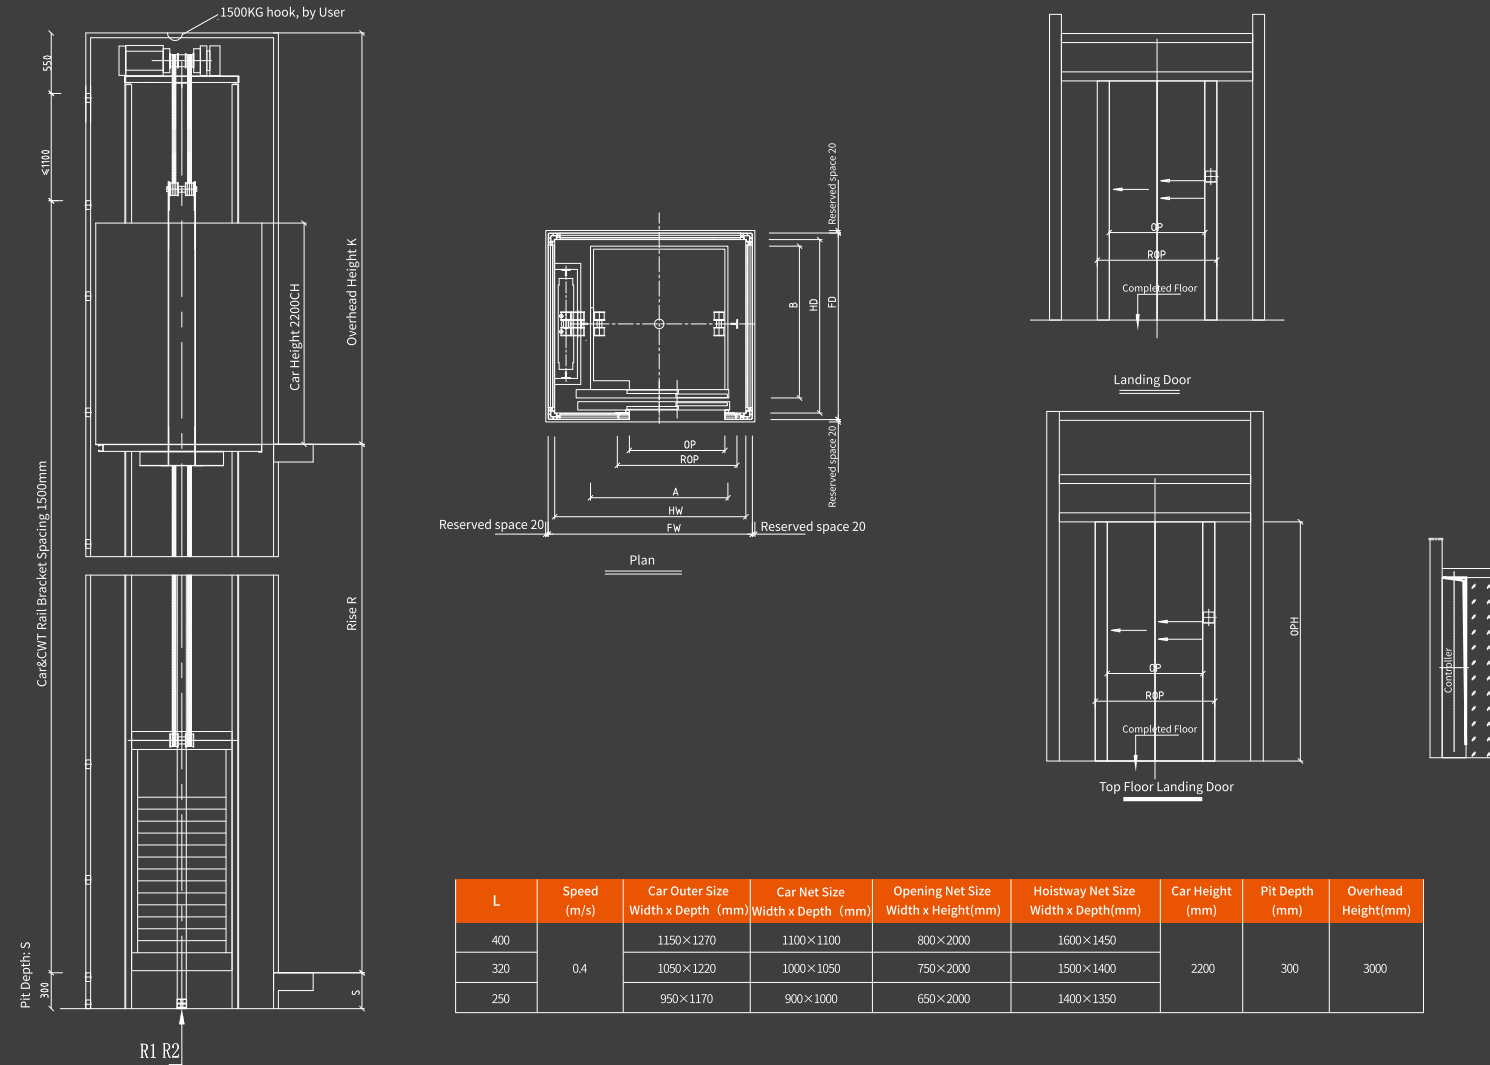 1500KG hook, by User
550
≤1100
Car Height 2200CH
Overhead Height K
Car&CWT Rail Bracket Spacing 1500mm
Rise R
Pit Depth: S
300
S
R1 R2
Reserved space 20
B
HD
FD
Reserved space 20
OP
ROP
A
HW
FW
Reserved space 20
Reserved space 20
Plan
OP
ROP
Completed Floor
Landing Door
OPH
OP
ROP
Completed Floor
Top Floor Landing Door
Controller
L
Speed
(m/s)
Car Outer Size
Width x Depth（mm）
Car Net Size
Width x Depth（mm）
Opening Net Size
Width x Height(mm)
Hoistway Net Size
Width x Depth(mm)
Car Height
(mm)
Pit Depth
(mm)
Overhead
Height(mm)
400 1150×1270 1100×1100 800×2000 1600×1450
320 0.4 1050×1220 1000×1050 750×2000 1500×1400 2200 300 3000
250 950×1170 900×1000 650×2000 1400×1350